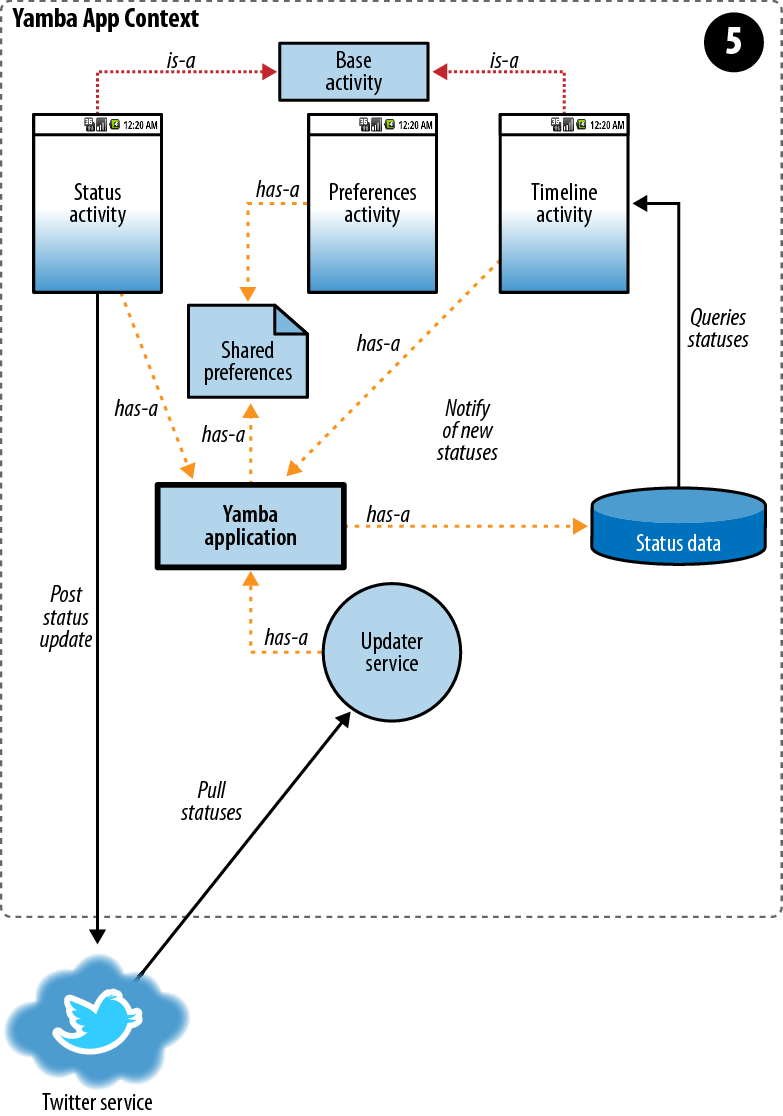 Yamba App Context
5
is-a
Base
activity
is-a
12:20 AM
12:20 AM
12:20 AM
Status
activity
has-a
Preferences
activity
Timeline
activity
Shared
preferences
has-a
Queries
statuses
has-a
has-a
Notify
of new
statuses
Yamba
application
has-a
Status data
Post
status
update
has-a
Updater
service
Pull
statuses
Twitter service